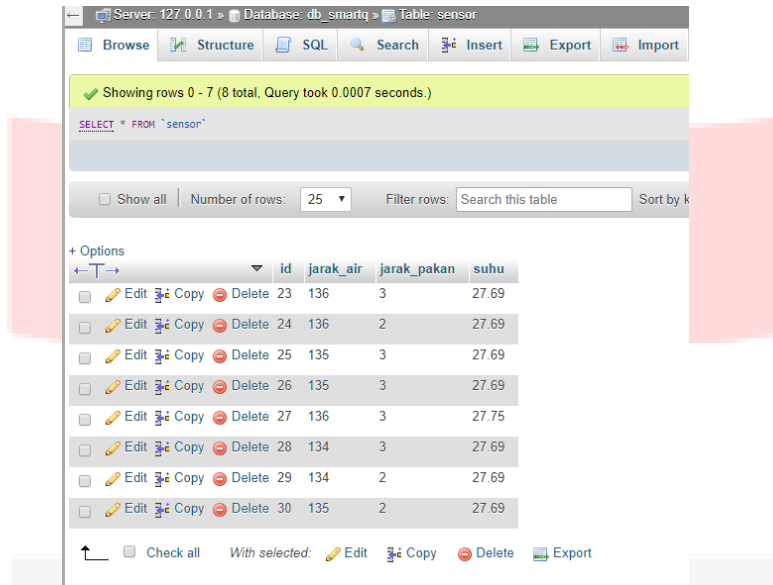 Server: 127.0.0.1 » Database: db_smartq » Table: sensor
Browse Structure SQL Search Insert Export Import
Showing rows 0 - 7 (8 total, Query took 0.0007 seconds.)
SELECT * FROM `sensor`
Show all Number of rows: 25 Filter rows: Search this table Sort by k
+ Options
id jarak_air jarak_pakan suhu
Edit Copy Delete 23 136 3 27.69
Edit Copy Delete 24 136 2 27.69
Edit Copy Delete 25 135 3 27.69
Edit Copy Delete 26 135 3 27.69
Edit Copy Delete 27 136 3 27.75
Edit Copy Delete 28 134 3 27.69
Edit Copy Delete 29 134 2 27.69
Edit Copy Delete 30 135 2 27.69
Check all With selected: Edit Copy Delete Export